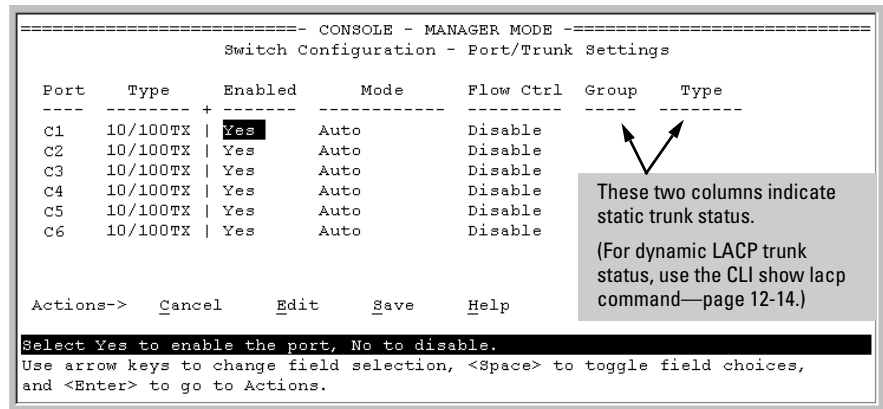 ==========================- CONSOLE - MANAGER MODE -============================
Switch Configuration - Port/Trunk Settings
Port Type Enabled Mode Flow Ctrl Group Type
---- -------- + ------- ------------ --------- ----- -------
C1 10/100TX | Yes Auto Disable
C2 10/100TX | Yes Auto Disable
C3 10/100TX | Yes Auto Disable
C4 10/100TX | Yes Auto Disable
C5 10/100TX | Yes Auto Disable
C6 10/100TX | Yes Auto Disable
These two columns indicate
static trunk status.
(For dynamic LACP trunk
status, use the CLI show lacp
command—page 12-14.)
Actions-> Cancel Edit Save Help
Select Yes to enable the port, No to disable.
Use arrow keys to change field selection, <Space> to toggle field choices,
and <Enter> to go to Actions.